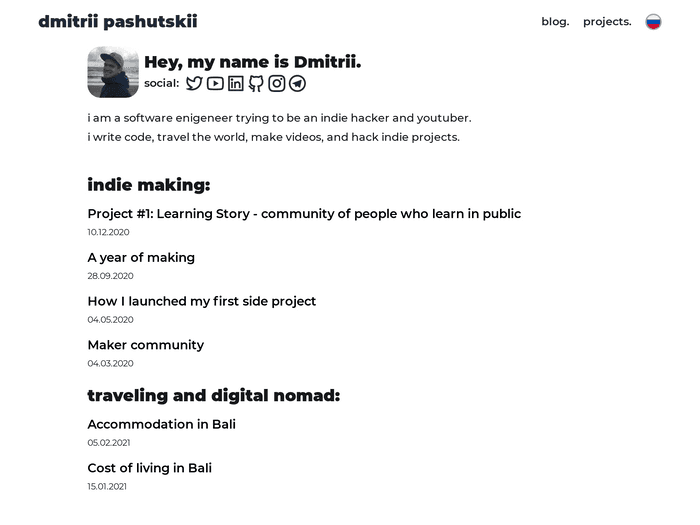 dmitrii pashutskii
blog. projects.
Hey, my name is Dmitrii.
social:
i am a software enigeneer trying to be an indie hacker and youtuber.
i write code, travel the world, make videos, and hack indie projects.
indie making:
Project #1: Learning Story - community of people who learn in public
10.12.2020
A year of making
28.09.2020
How I launched my first side project
04.05.2020
Maker community
04.03.2020
traveling and digital nomad:
Accommodation in Bali
05.02.2021
Cost of living in Bali
15.01.2021